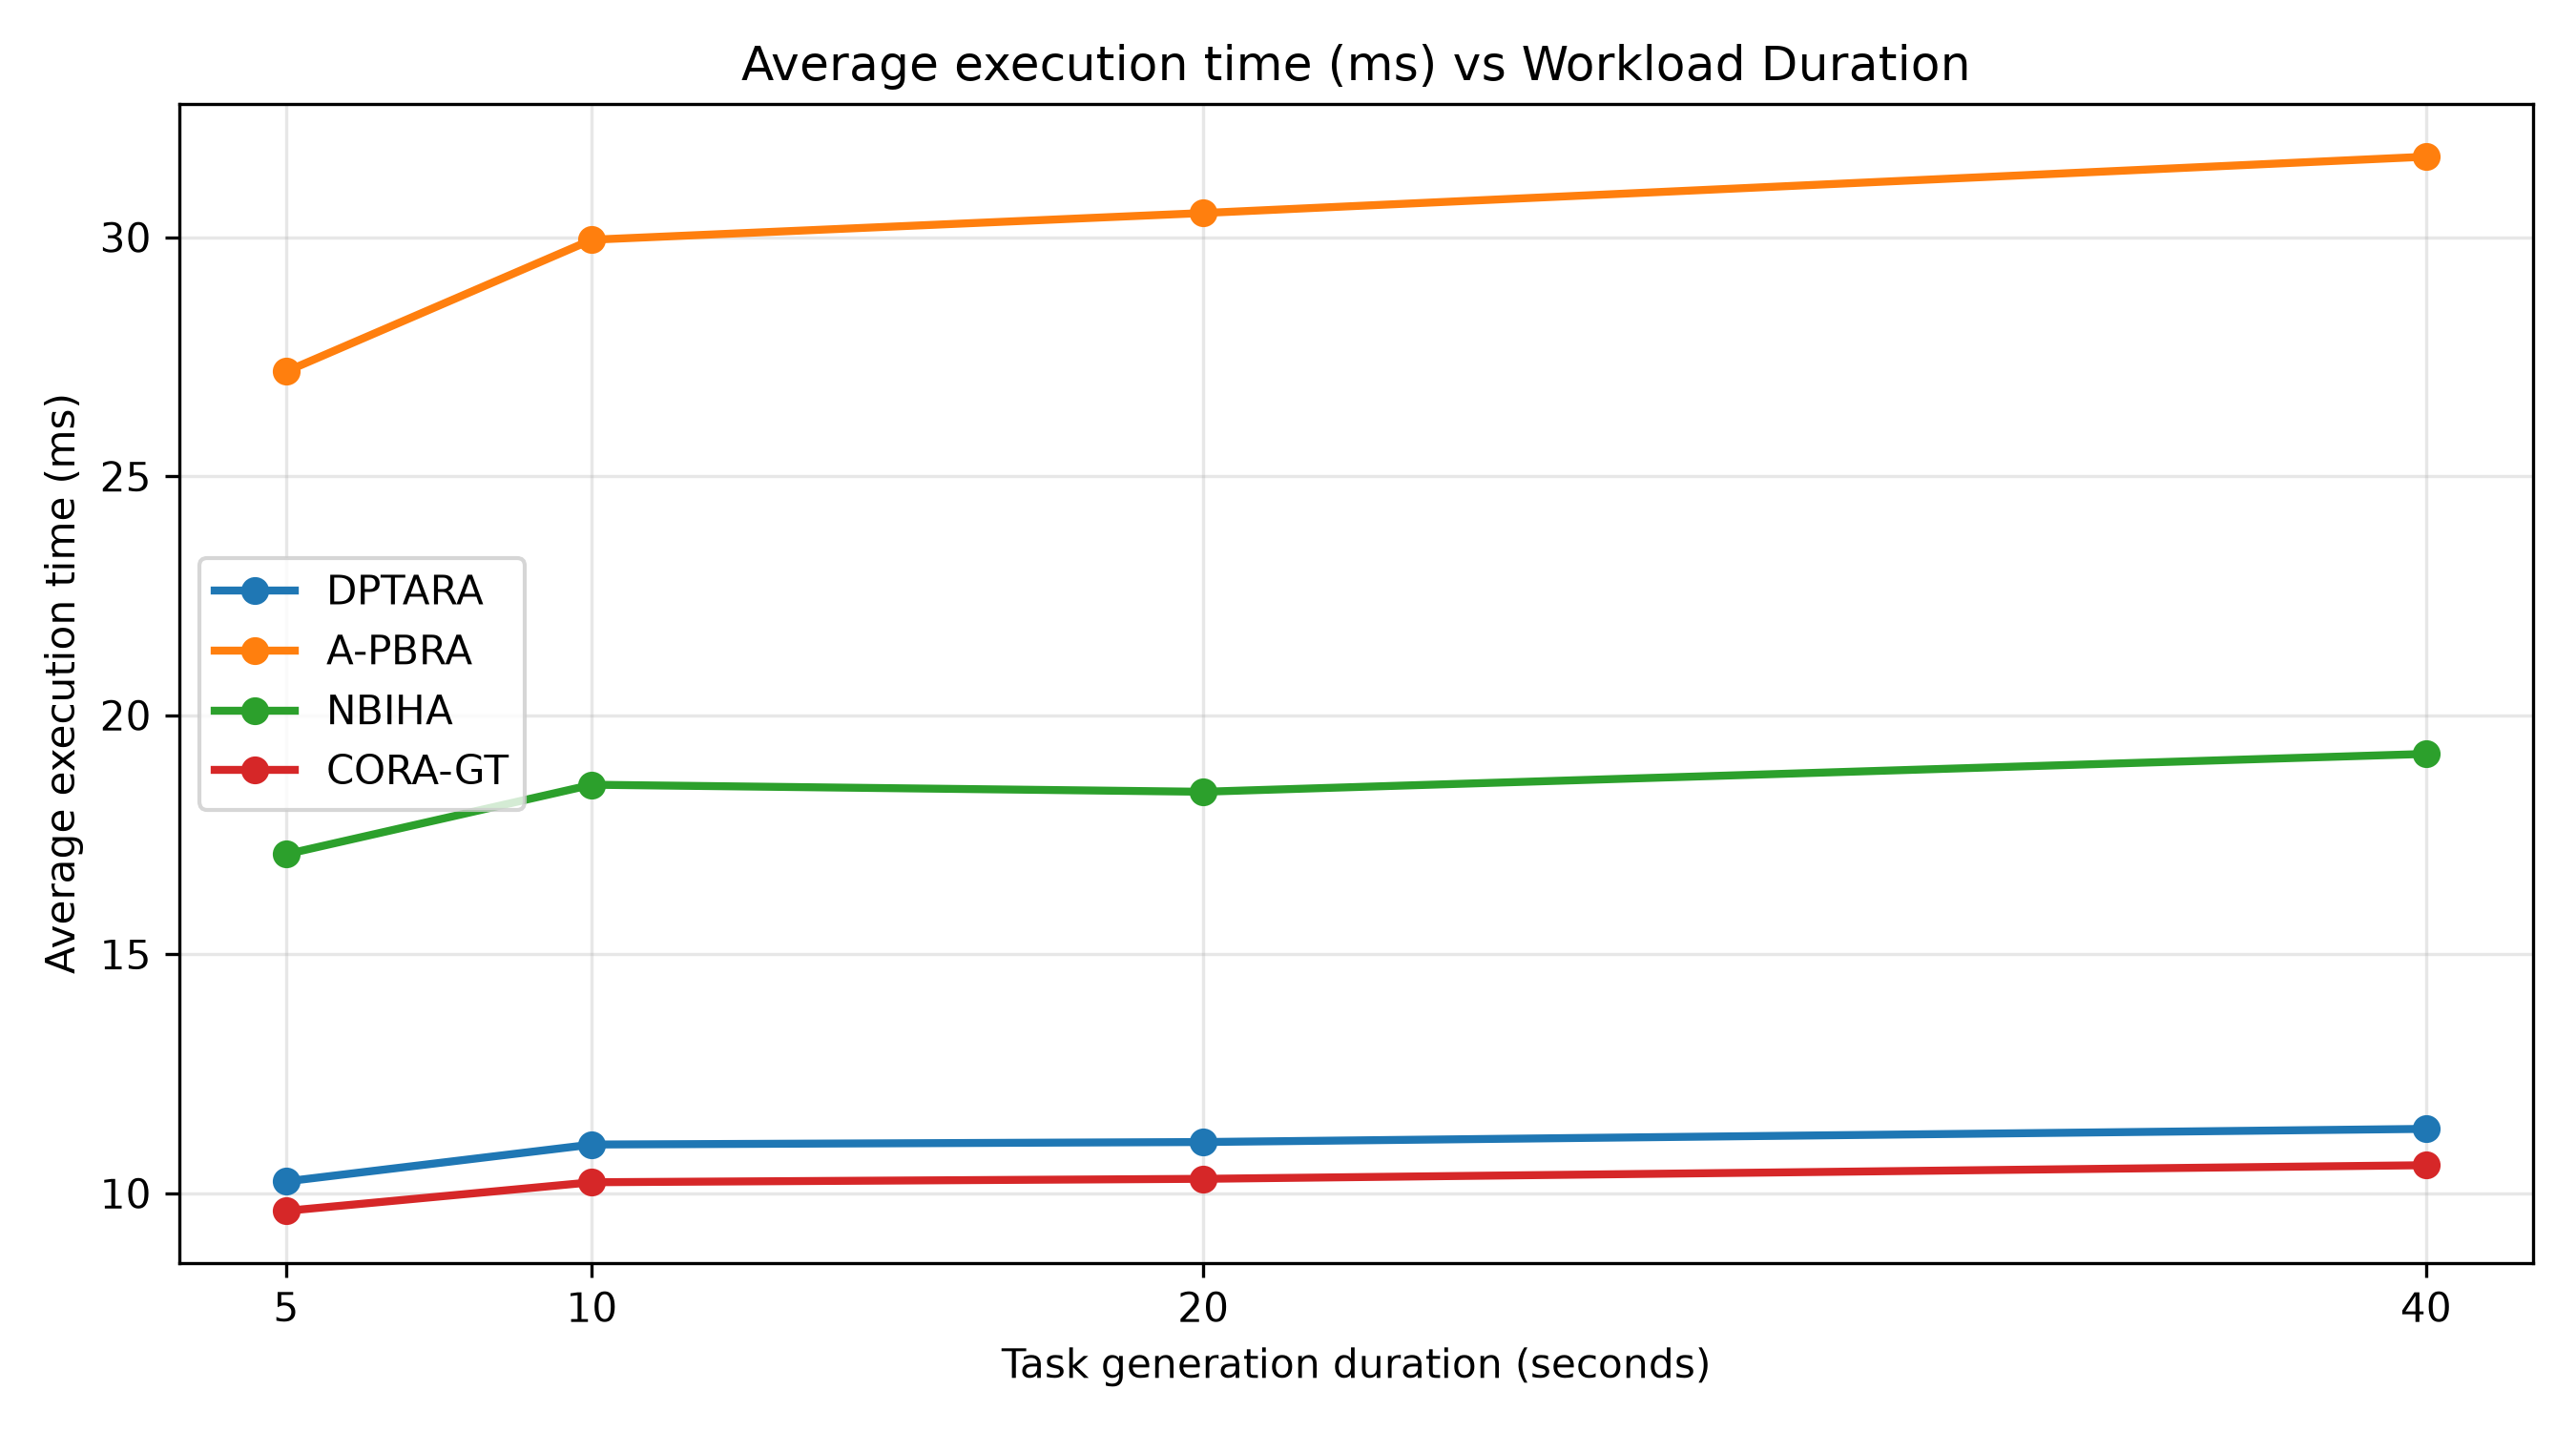 Average execution time (ms) vs Workload Duration
Average execution time (ms)
30
25
20
15
10
DPTARA
A-PBRA
NBIHA
CORA-GT
5 10 20 40
Task generation duration (seconds)